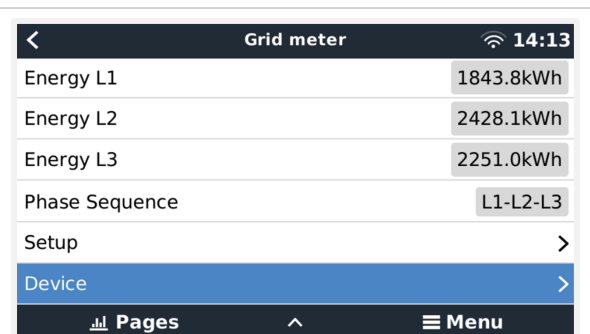 Grid meter 14:13
Energy L1 1843.8kWh
Energy L2 2428.1kWh
Energy L3 2251.0kWh
Phase Sequence L1-L2-L3
Setup
Device
Pages Menu